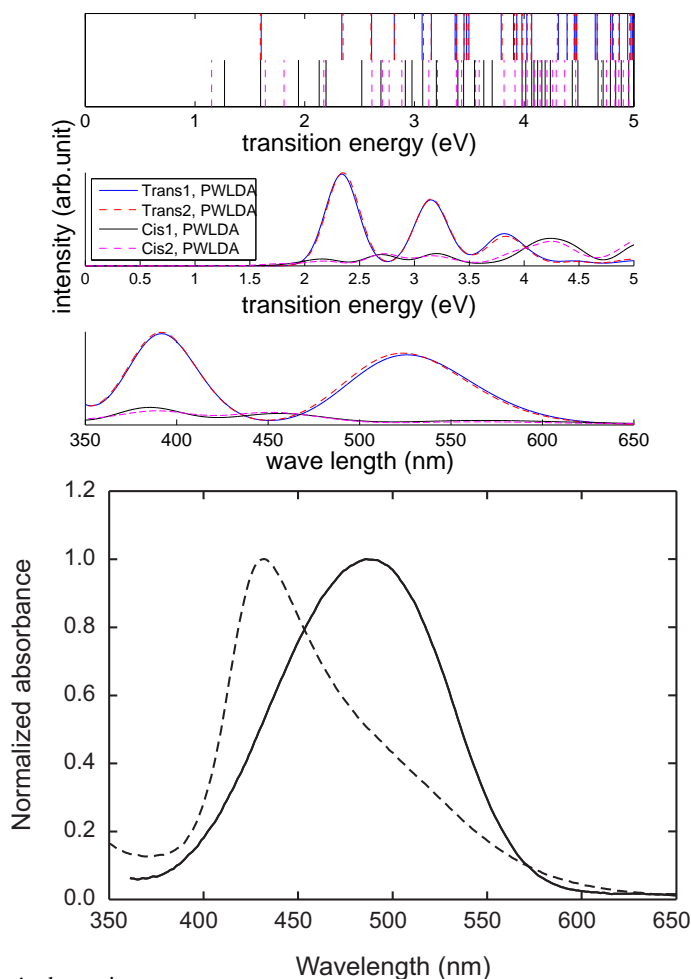 0 1 2 3 4 5
transition energy (eV)
intensity (arb.unit)
Trans1, PWLDA
Trans2, PWLDA
Cis1, PWLDA
Cis2, PWLDA
0 0.5 1 1.5 2 2.5 3 3.5 4 4.5 5
transition energy (eV)
350 400 450 500 550 600 650
wave length (nm)
1.2
1.0
0.8
0.6
0.4
0.2
0.0
Normalized absorbance
350 400 450 500 550 600 650
Wavelength (nm)